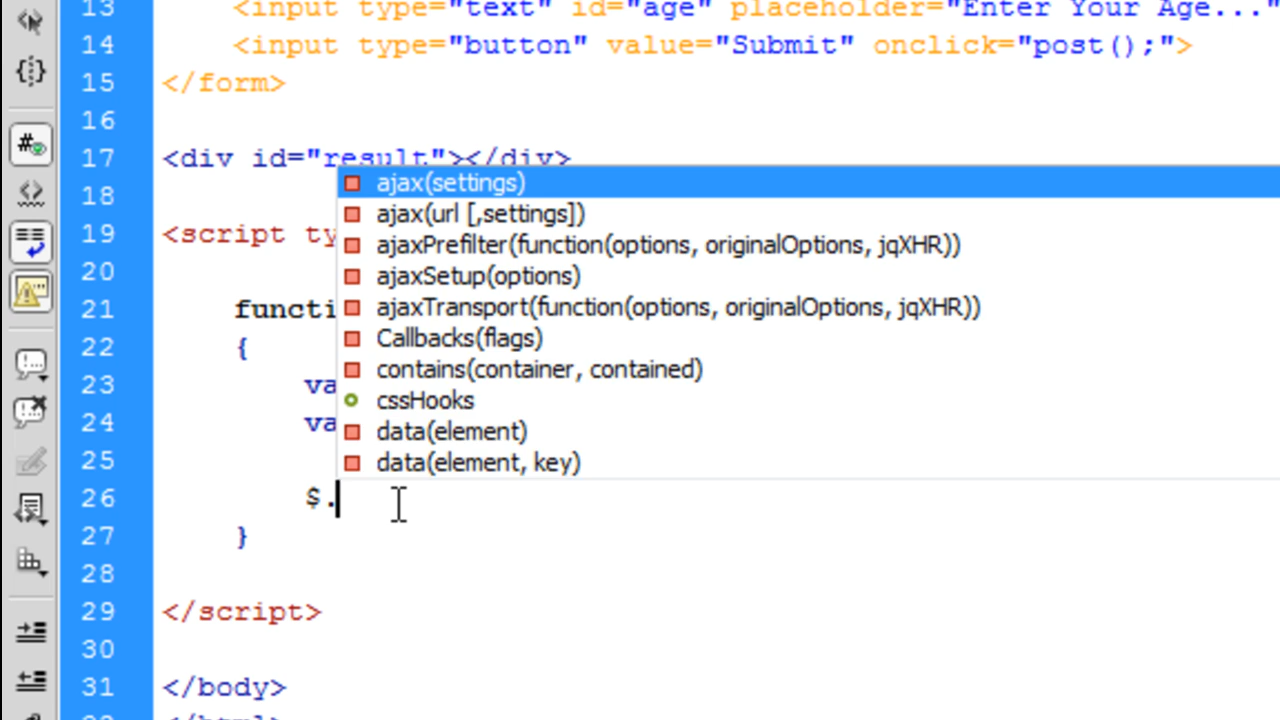 13 <input type="text" id="age" placeholder="Enter Your Age..."
14 <input type="button" value="Submit" onclick="post();">
15 </form>
16
17 <div id="result"></div>
ajax(settings)
18 ajax(url [,settings])
19 <script ty ajaxPrefilter(function(options, originalOptions, jqXHR))
20 ajaxSetup(options)
21 functi ajaxTransport(function(options, originalOptions, jqXHR))
22 { Callbacks(flags)
23 va contains(container, contained)
cssHooks
24 va data(element)
25 data(element, key)
26 $.
27 }
28
29 </script>
30
31 </body>
32 </html>